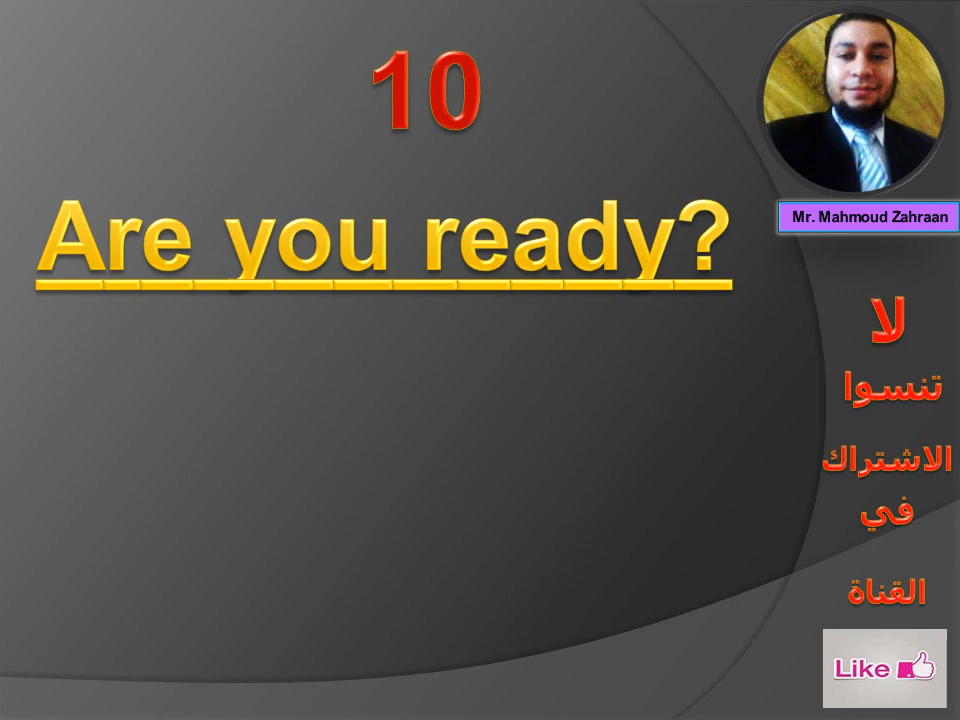 10
Are you ready?
Mr. Mahmoud Zahraan
لا
تنسوا
الاشتراك
في
القناة
Like